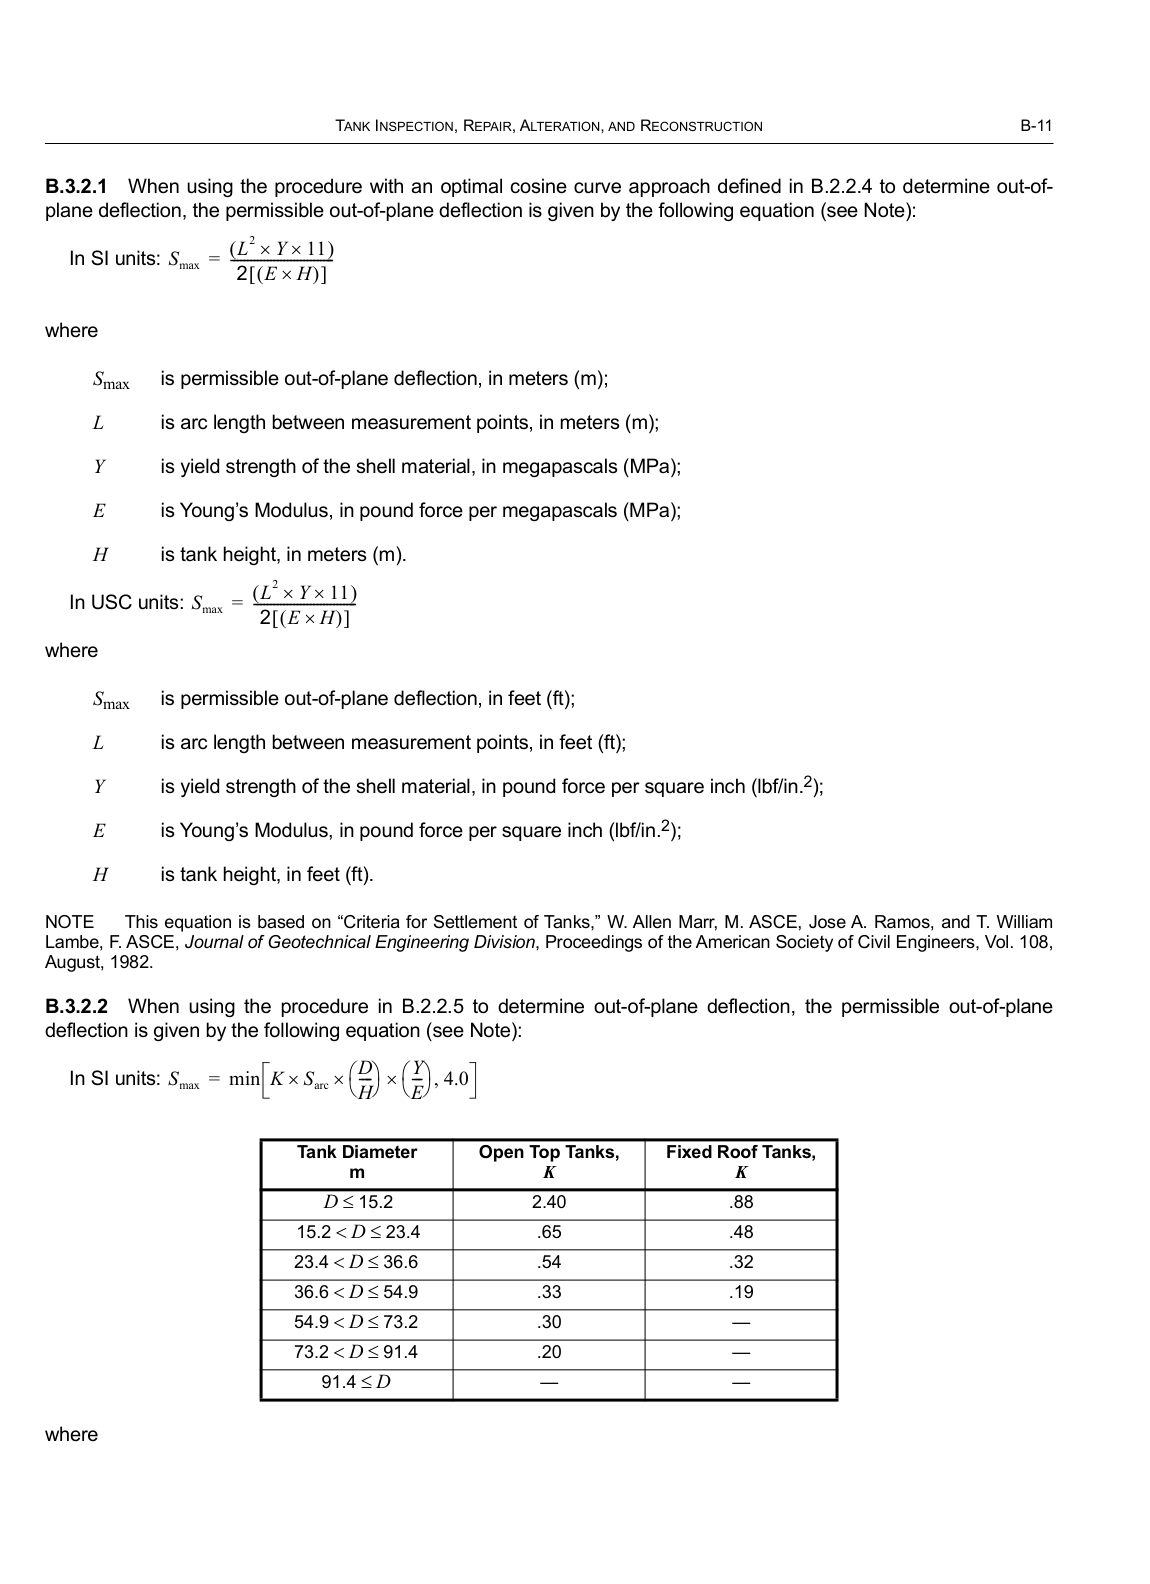 TANK INSPECTION, REPAIR, ALTERATION, AND RECONSTRUCTION B-11
B.3.2.1 When using the procedure with an optimal cosine curve approach defined in B.2.2.4 to determine out-of-
plane deflection, the permissible out-of-plane deflection is given by the following equation (see Note):
In SI units: Smax = (L² × Y × 11) / 2[(E × H)]
where
Smax is permissible out-of-plane deflection, in meters (m);
L is arc length between measurement points, in meters (m);
Y is yield strength of the shell material, in megapascals (MPa);
E is Young's Modulus, in pound force per megapascals (MPa);
H is tank height, in meters (m).
In USC units: Smax = (L² × Y × 11) / 2[(E × H)]
where
Smax is permissible out-of-plane deflection, in feet (ft);
L is arc length between measurement points, in feet (ft);
Y is yield strength of the shell material, in pound force per square inch (lbf/in.²);
E is Young's Modulus, in pound force per square inch (lbf/in.²);
H is tank height, in feet (ft).
NOTE This equation is based on “Criteria for Settlement of Tanks,” W. Allen Marr, M. ASCE, Jose A. Ramos, and T. William
Lambe, F. ASCE, Journal of Geotechnical Engineering Division, Proceedings of the American Society of Civil Engineers, Vol. 108,
August, 1982.
B.3.2.2 When using the procedure in B.2.2.5 to determine out-of-plane deflection, the permissible out-of-plane
deflection is given by the following equation (see Note):
In SI units: Smax = min[K × Sarc × (D/H) × (Y/E), 4.0]
Tank Diameter Open Top Tanks, Fixed Roof Tanks,
m K K
D ≤ 15.2 2.40 .88
15.2 < D ≤ 23.4 .65 .48
23.4 < D ≤ 36.6 .54 .32
36.6 < D ≤ 54.9 .33 .19
54.9 < D ≤ 73.2 .30 —
73.2 < D ≤ 91.4 .20 —
91.4 ≤ D — —
where